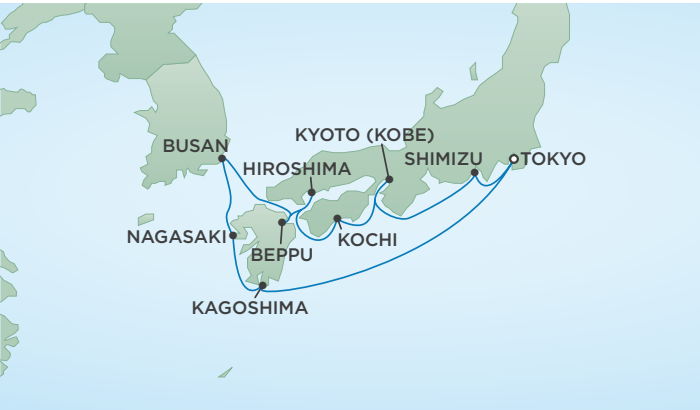 KYOTO (KOBE)
BUSAN
HIROSHIMA
SHIMIZU
TOKYO
NAGASAKI
KOCHI
BEPPU
KAGOSHIMA